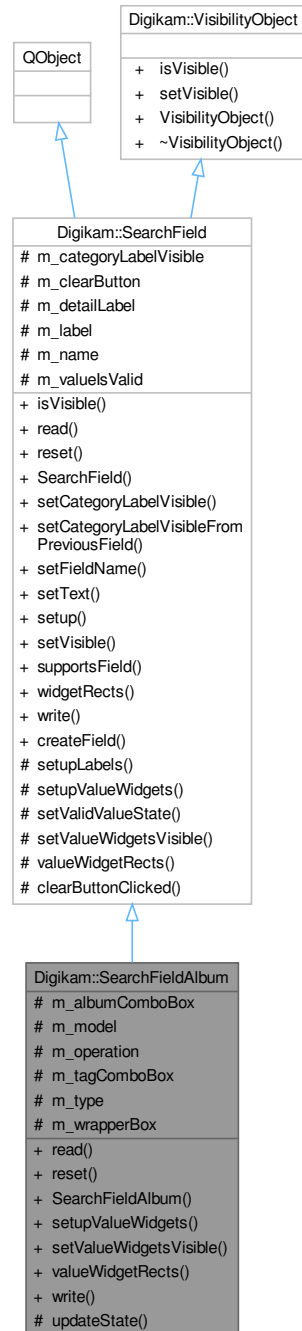 Digikam::VisibilityObject
+ isVisible()
+ setVisible()
+ VisibilityObject()
+ ~VisibilityObject()
QObject
Digikam::SearchField
# m_categoryLabelVisible
# m_clearButton
# m_detailLabel
# m_label
# m_name
# m_valueIsValid
+ isVisible()
+ read()
+ reset()
+ SearchField()
+ setCategoryLabelVisible()
+ setCategoryLabelVisibleFrom
PreviousField()
+ setFieldName()
+ setText()
+ setup()
+ setVisible()
+ supportsField()
+ widgetRects()
+ write()
+ createField()
# setupLabels()
# setupValueWidgets()
# setValidValueState()
# setValueWidgetsVisible()
# valueWidgetRects()
# clearButtonClicked()
Digikam::SearchFieldAlbum
# m_albumComboBox
# m_model
# m_operation
# m_tagComboBox
# m_type
# m_wrapperBox
+ read()
+ reset()
+ SearchFieldAlbum()
+ setupValueWidgets()
+ setValueWidgetsVisible()
+ valueWidgetRects()
+ write()
# updateState()